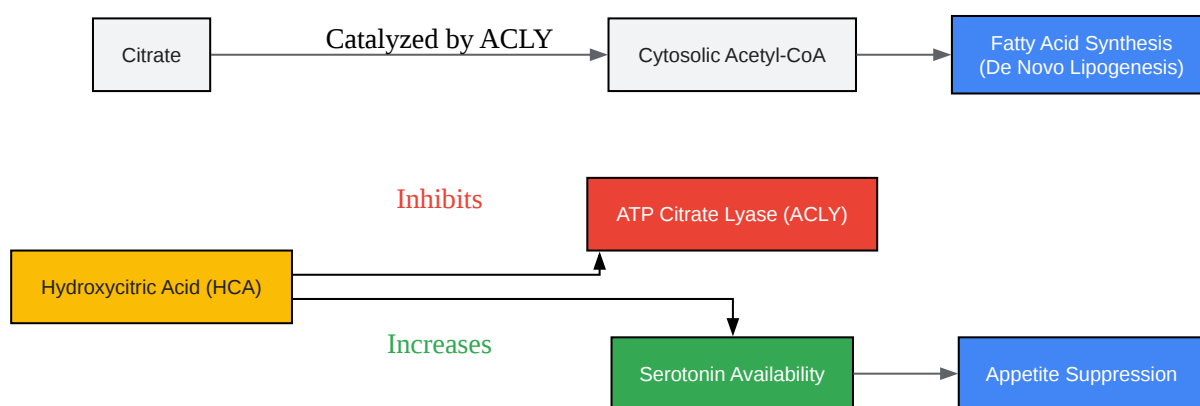 Citrate
Catalyzed by ACLY
Cytosolic Acetyl-CoA
Fatty Acid Synthesis
(De Novo Lipogenesis)
Inhibits
ATP Citrate Lyase (ACLY)
Hydroxycitric Acid (HCA)
Increases
Serotonin Availability
Appetite Suppression